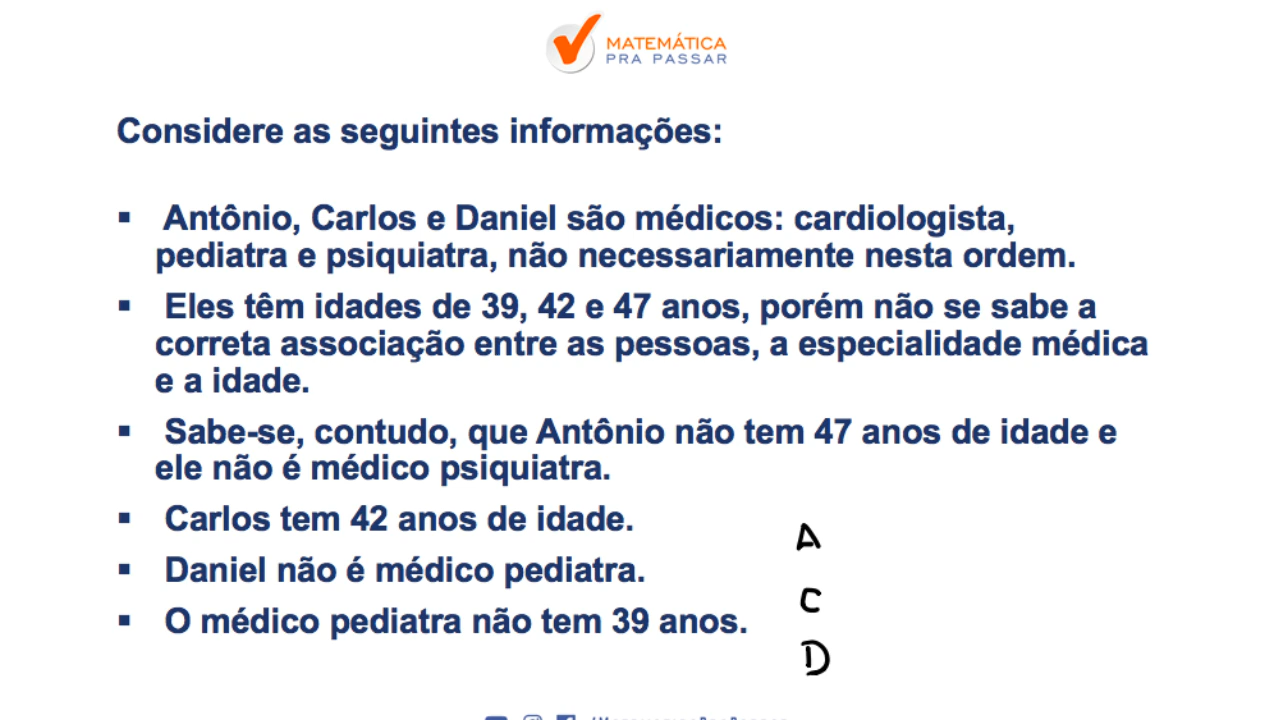 MATEMÁTICA
PRA PASSAR
Considere as seguintes informações:
▪ Antônio, Carlos e Daniel são médicos: cardiologista,
pediatra e psiquiatra, não necessariamente nesta ordem.
▪ Eles têm idades de 39, 42 e 47 anos, porém não se sabe a
correta associação entre as pessoas, a especialidade médica
e a idade.
▪ Sabe-se, contudo, que Antônio não tem 47 anos de idade e
ele não é médico psiquiatra.
▪ Carlos tem 42 anos de idade.
▪ Daniel não é médico pediatra.
▪ O médico pediatra não tem 39 anos.
A
C
D